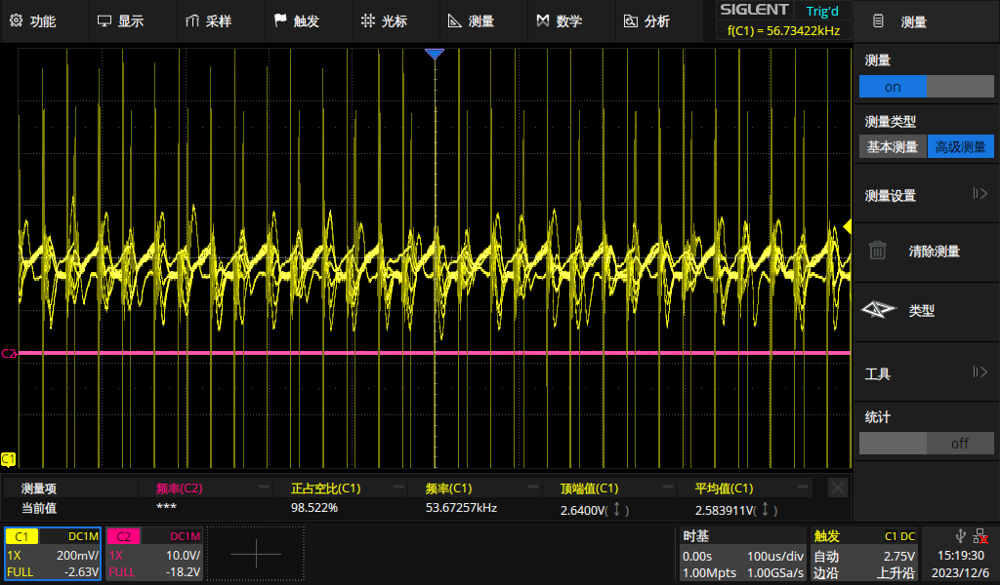 功能 显示 采样 触发 光标 测量 数学 分析 SIGLENT Trig'd 测量
f(C1) = 56.73422kHz
测量
on
测量类型
基本测量 高级测量
测量设置
清除测量
类型
工具
统计
off
C2
C1
测量项 频率(C2) 正占空比(C1) 频率(C1) 顶端值(C1) 平均值(C1)
当前值 *** 98.522% 53.67257kHz 2.6400V(↕) 2.583911V(↕)
C1 DC1M C2 DC1M 时基 触发 C1 DC
1X 200mV/ 1X 10.0V/ 0.00s 100us/div 自动 2.75V 15:19:30
FULL -2.63V FULL -18.2V 1.00Mpts 1.00GSa/s 边沿 上升沿 2023/12/6